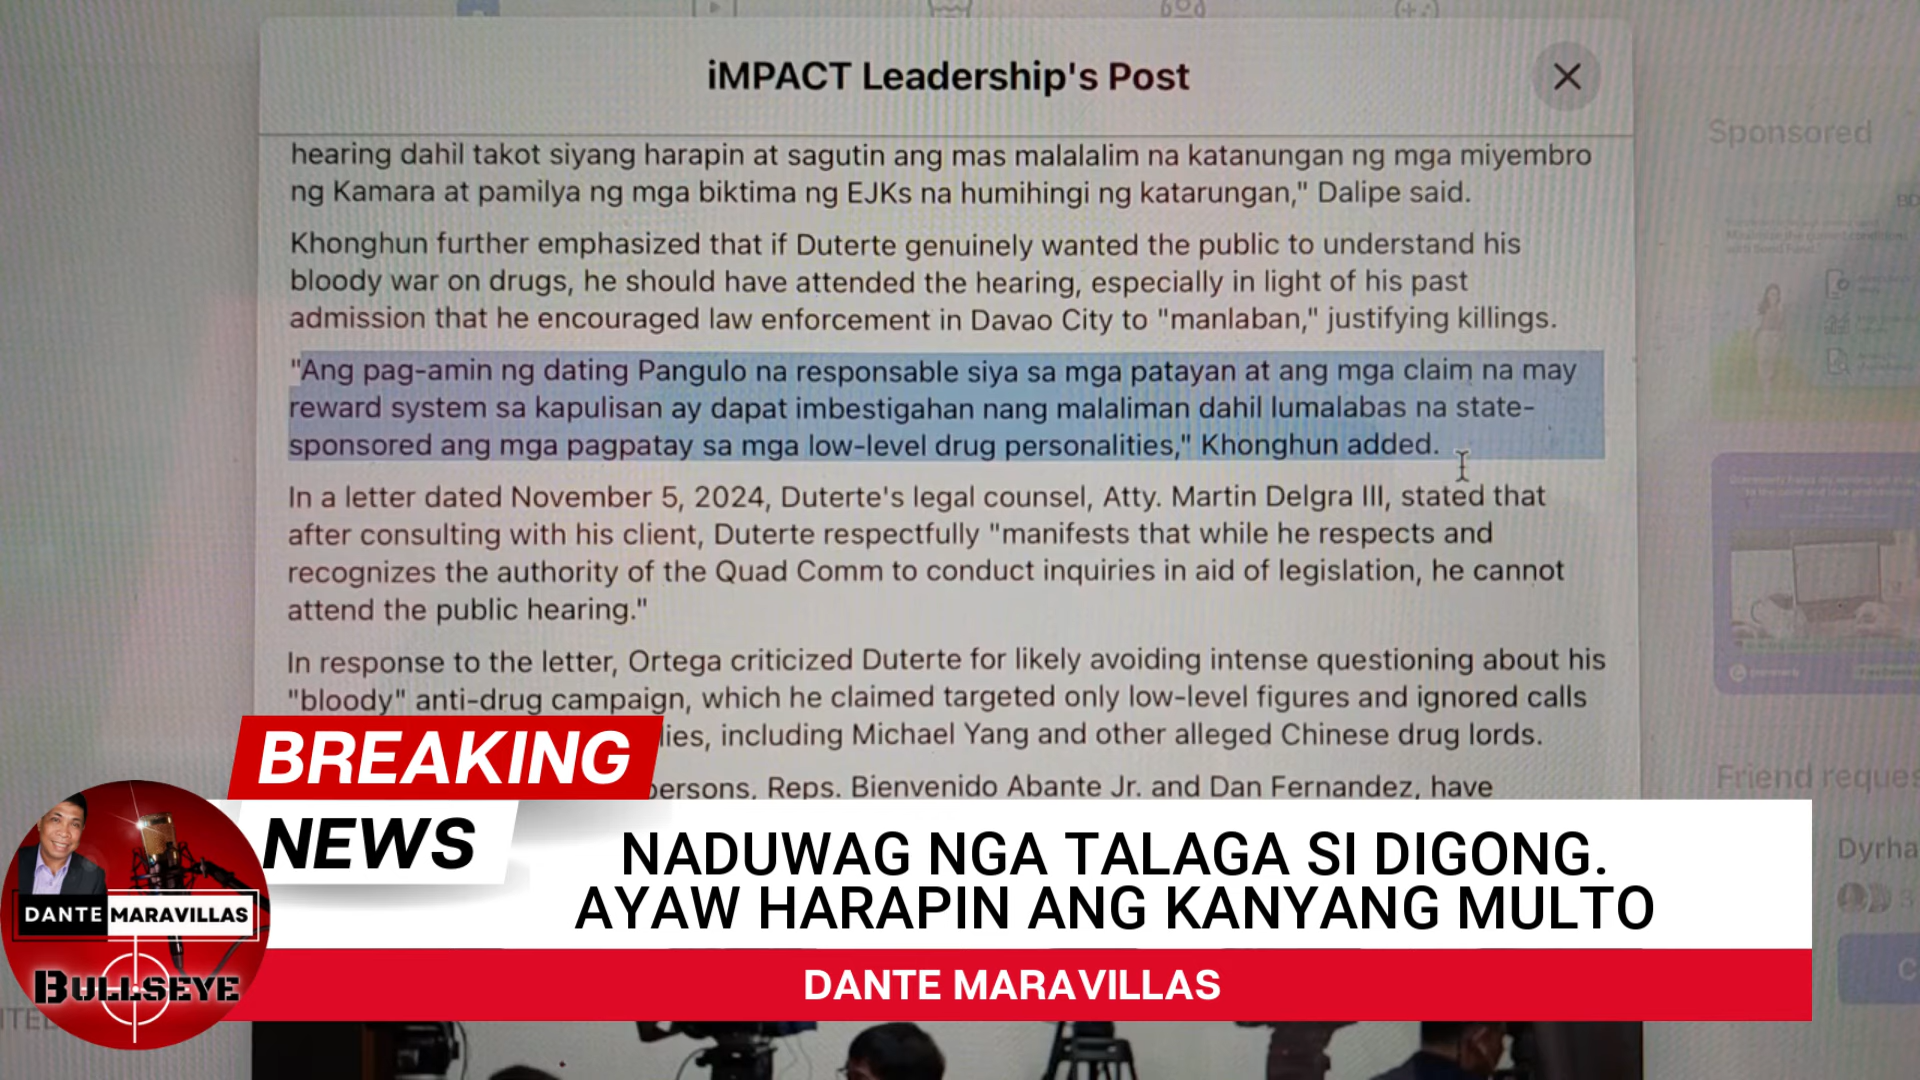 iMPACT Leadership's Post
hearing dahil takot siyang harapin at sagutin ang mas malalalim na katanungan ng mga miyembro
ng Kamara at pamilya ng mga biktima ng EJKs na humihingi ng katarungan," Dalipe said.
Khonghun further emphasized that if Duterte genuinely wanted the public to understand his
bloody war on drugs, he should have attended the hearing, especially in light of his past
admission that he encouraged law enforcement in Davao City to "manlaban," justifying killings.
"Ang pag-amin ng dating Pangulo na responsable siya sa mga patayan at ang mga claim na may
reward system sa kapulisan ay dapat imbestigahan nang malaliman dahil lumalabas na state-
sponsored ang mga pagpatay sa mga low-level drug personalities," Khonghun added.
In a letter dated November 5, 2024, Duterte's legal counsel, Atty. Martin Delgra III, stated that
after consulting with his client, Duterte respectfully "manifests that while he respects and
recognizes the authority of the Quad Comm to conduct inquiries in aid of legislation, he cannot
attend the public hearing."
In response to the letter, Ortega criticized Duterte for likely avoiding intense questioning about his
"bloody" anti-drug campaign, which he claimed targeted only low-level figures and ignored calls
lies, including Michael Yang and other alleged Chinese drug lords.
persons, Reps. Bienvenido Abante Jr. and Dan Fernandez, have
Sponsored
Friend reques
Dyrha
BREAKING
NEWS
NADUWAG NGA TALAGA SI DIGONG.
AYAW HARAPIN ANG KANYANG MULTO
DANTE MARAVILLAS
DANTE MARAVILLAS
BULLSEYE